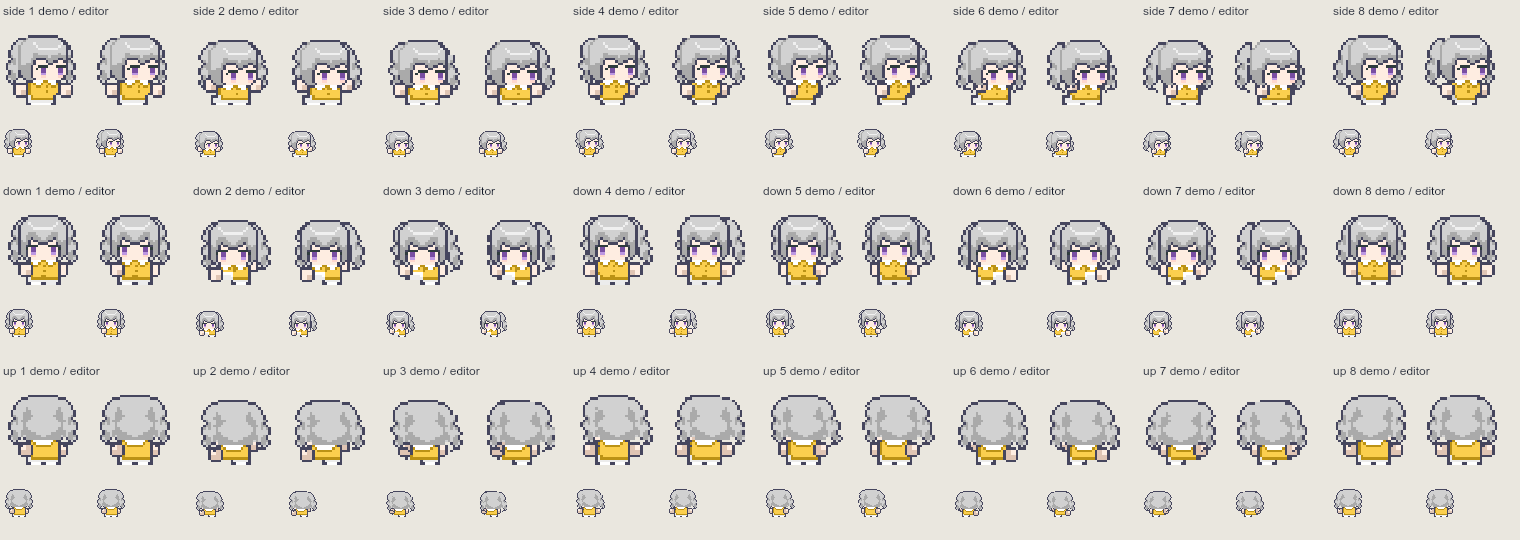 side 1 demo / editor side 2 demo / editor side 3 demo / editor side 4 demo / editor side 5 demo / editor side 6 demo / editor side 7 demo / editor side 8 demo / editor
down 1 demo / editor down 2 demo / editor down 3 demo / editor down 4 demo / editor down 5 demo / editor down 6 demo / editor down 7 demo / editor down 8 demo / editor
up 1 demo / editor up 2 demo / editor up 3 demo / editor up 4 demo / editor up 5 demo / editor up 6 demo / editor up 7 demo / editor up 8 demo / editor